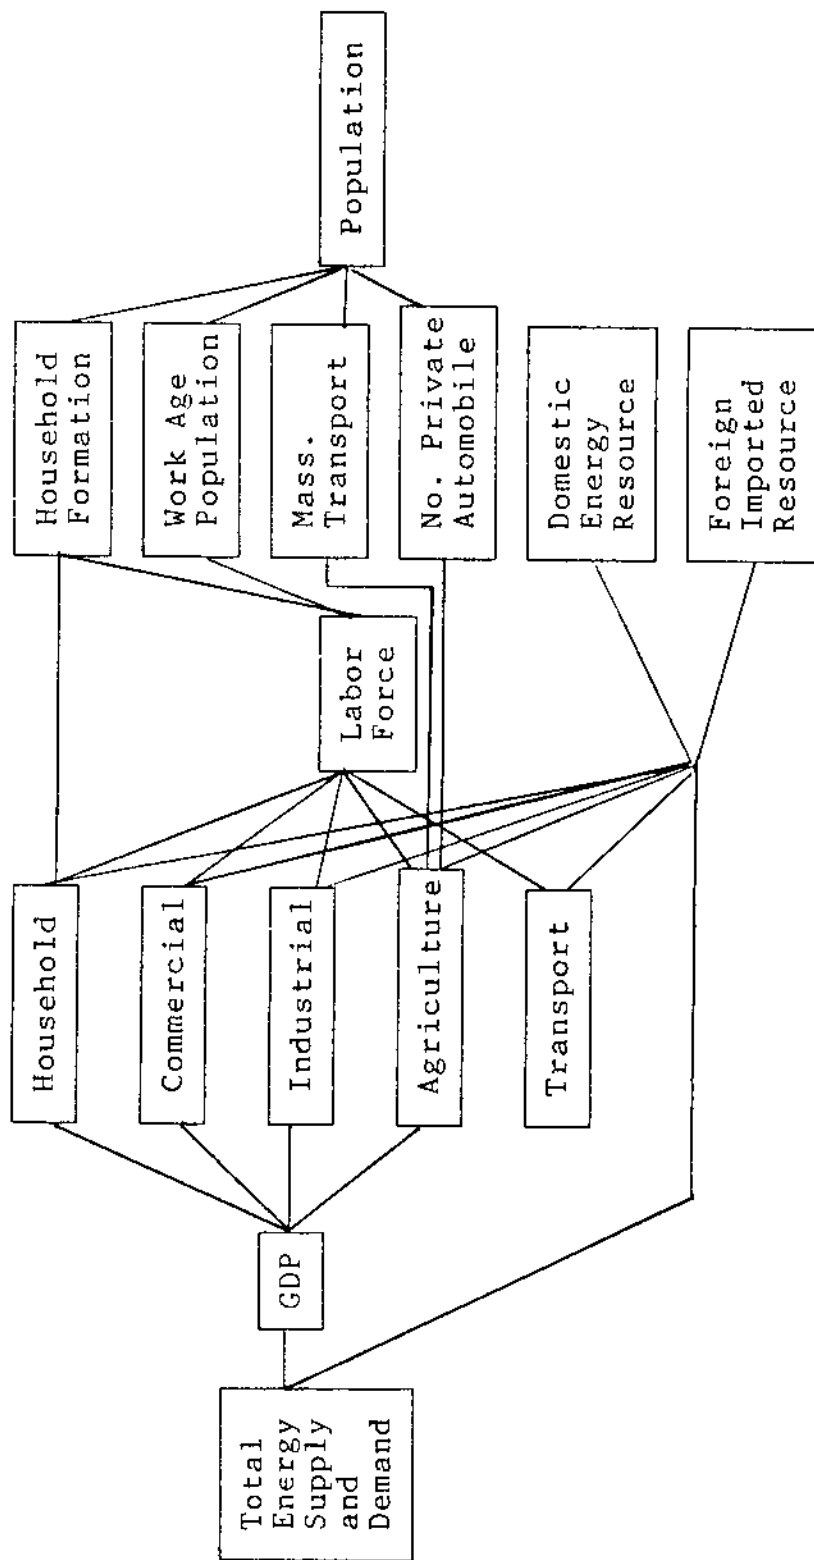 Total
Energy
Supply
and
Demand
GDP
Household
Commercial
Industrial
Agriculture
Transport
Labor
Force
Household
Formation
Work Age
Population
Mass.
Transport
No. Private
Automobile
Domestic
Energy
Resource
Foreign
Imported
Resource
Population